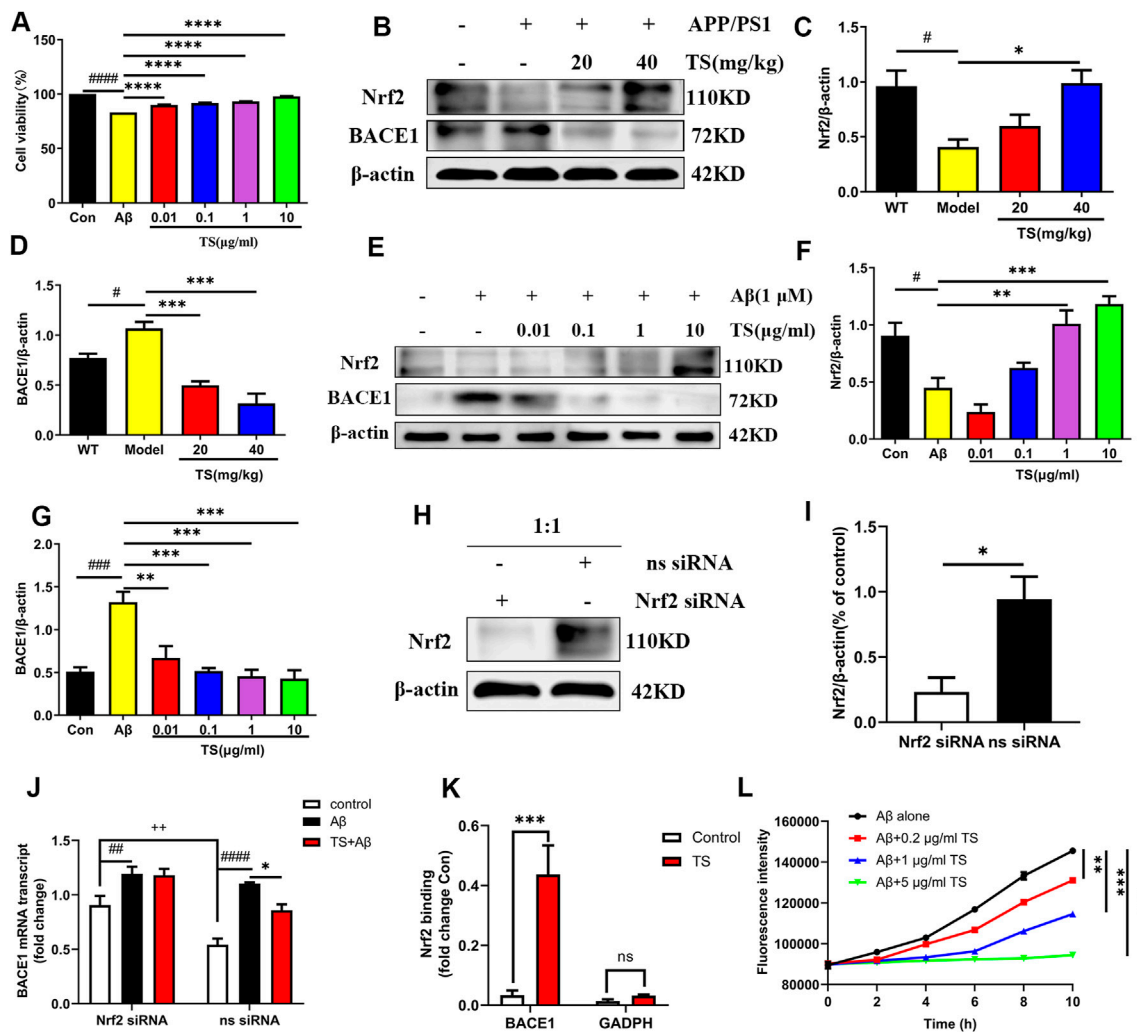 A
Cell viability (%)
150
100
50
0
####
****
****
****
****
Con
Aβ
0.01
0.1
1
10
TS(μg/ml)
B
- + + + APP/PS1
- - 20 40 TS(mg/kg)
Nrf2 110KD
BACE1 72KD
β-actin 42KD
C
Nrf2/β-actin
1.5
1.0
0.5
0.0
#
*
WT
Model
20
40
TS(mg/kg)
D
BACE1/β-actin
1.5
1.0
0.5
0.0
#
***
***
WT
Model
20
40
TS(mg/kg)
E
- + + + + + Aβ(1 μM)
- - 0.01 0.1 1 10 TS(μg/ml)
Nrf2 110KD
BACE1 72KD
β-actin 42KD
F
Nrf2/β-actin
1.5
1.0
0.5
0.0
#
***
**
Con
Aβ
0.01
0.1
1
10
TS(μg/ml)
G
BACE1/β-actin
2.0
1.5
1.0
0.5
0.0
###
***
***
***
**
Con
Aβ
0.01
0.1
1
10
TS(μg/ml)
H
1:1
- + ns siRNA
+ - Nrf2 siRNA
Nrf2 110KD
β-actin 42KD
I
Nrf2/β-actin(% of control)
1.5
1.0
0.5
0.0
*
Nrf2 siRNA ns siRNA
J
BACE1 mRNA transcript
(fold change)
1.5
1.0
0.5
0.0
++
##
####
*
control
Aβ
TS+Aβ
Nrf2 siRNA
ns siRNA
K
Nrf2 binding
(fold change Con)
0.6
0.4
0.2
0.0
***
ns
Control
TS
BACE1
GADPH
L
Fluorescence intensity
160000
140000
120000
100000
80000
Aβ alone
Aβ+0.2 μg/ml TS
Aβ+1 μg/ml TS
Aβ+5 μg/ml TS
**
**
***
0 2 4 6 8 10
Time (h)